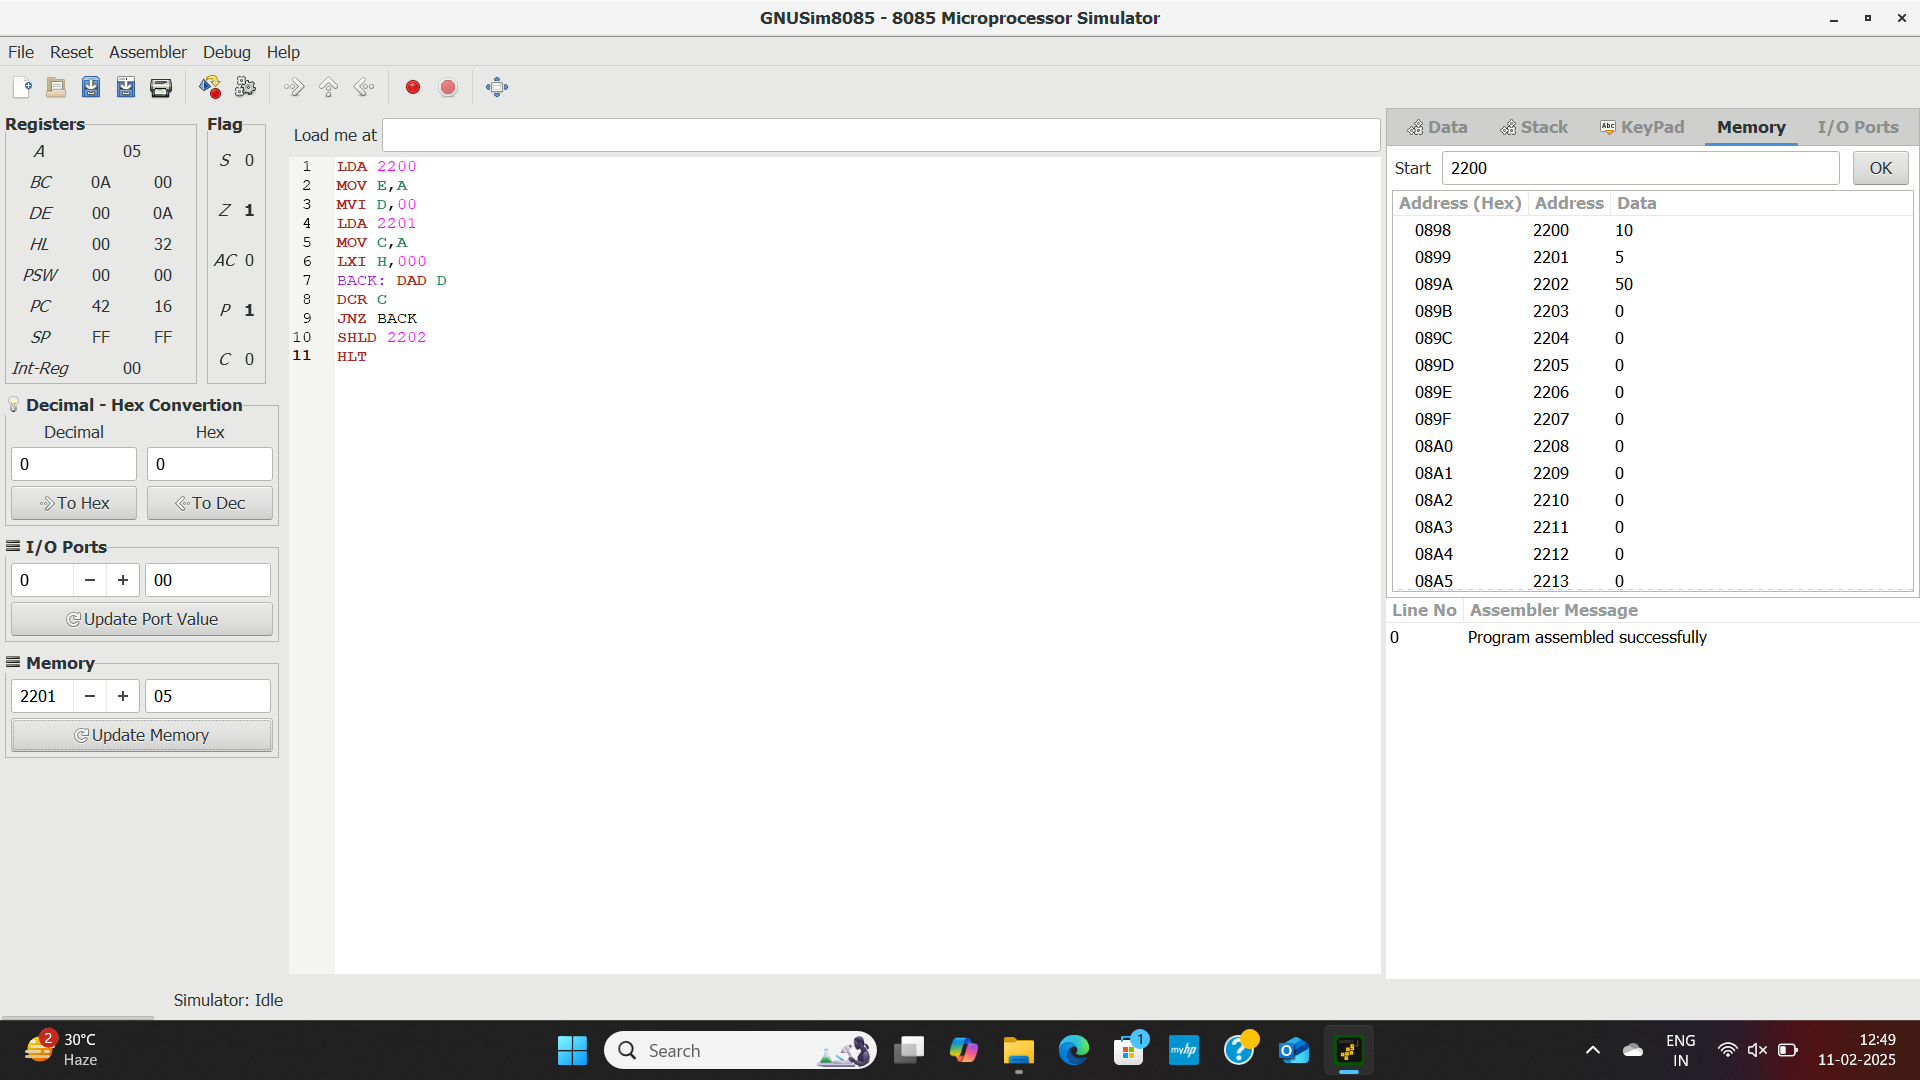 GNUSim8085 - 8085 Microprocessor Simulator
File Reset Assembler Debug Help
Registers
A 05
BC 0A 00
DE 00 0A
HL 00 32
PSW 00 00
PC 42 16
SP FF FF
Int-Reg 00
Flag
S 0
Z 1
AC 0
P 1
C 0
Decimal - Hex Convertion
Decimal Hex
0 0
To Hex To Dec
I/O Ports
0 - + 00
Update Port Value
Memory
2201 - + 05
Update Memory
Load me at
1 LDA 2200
2 MOV E,A
3 MVI D,00
4 LDA 2201
5 MOV C,A
6 LXI H,000
7 BACK: DAD D
8 DCR C
9 JNZ BACK
10 SHLD 2202
11 HLT
Data Stack Abc KeyPad Memory I/O Ports
Start 2200 OK
Address (Hex) Address Data
0898 2200 10
0899 2201 5
089A 2202 50
089B 2203 0
089C 2204 0
089D 2205 0
089E 2206 0
089F 2207 0
08A0 2208 0
08A1 2209 0
08A2 2210 0
08A3 2211 0
08A4 2212 0
08A5 2213 0
Line No Assembler Message
0 Program assembled successfully
Simulator: Idle
2
30°C
Haze
Search
1
myhp
?
ENG
IN
12:49
11-02-2025